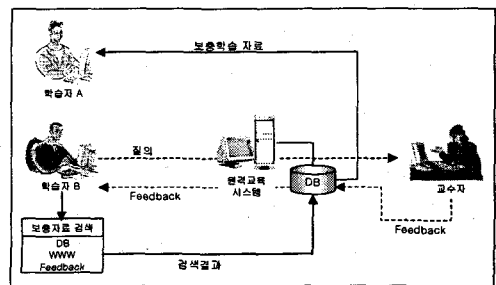 보충학습 자료
학습자 A
질의
학습자 B
Feedback
원격교육
시스템
DB
교수자
Feedback
보충자료 검색
DB
WWW
Feedback
검색결과